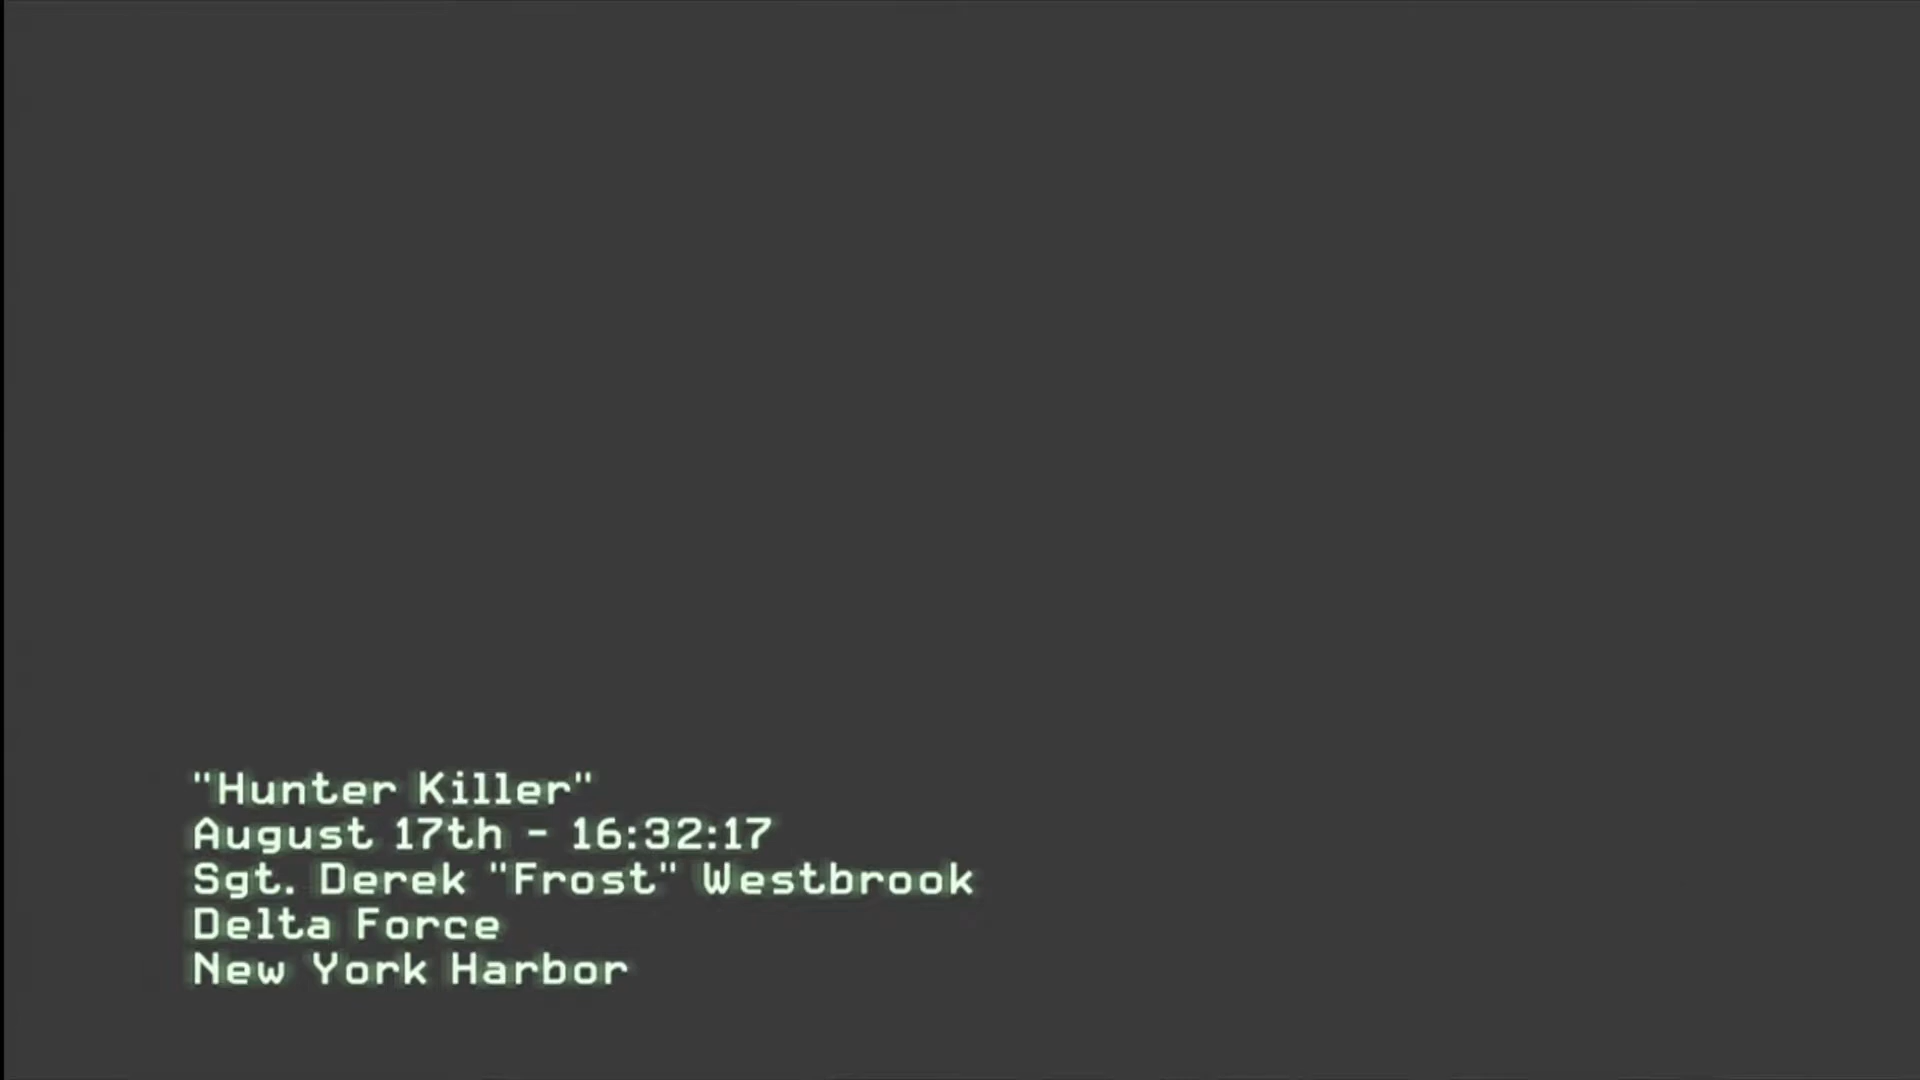 "Hunter Killer"
August 17th - 16:32:17
Sgt. Derek "Frost" Westbrook
Delta Force
New York Harbor